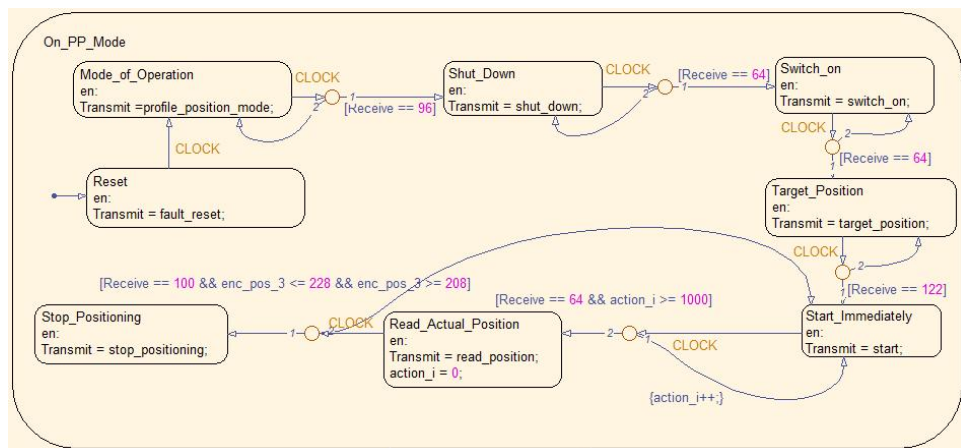 On_PP_Mode
Mode_of_Operation
en:
Transmit =profile_position_mode;
CLOCK
1
2
[Receive == 96]
Shut_Down
en:
Transmit = shut_down;
CLOCK
1
2
[Receive == 64]
Switch_on
en:
Transmit = switch_on;
CLOCK
2
1
[Receive == 64]
CLOCK
Reset
en:
Transmit = fault_reset;
Target_Position
en:
Transmit = target_position;
CLOCK
2
1
[Receive == 122]
[Receive == 100 && enc_pos_3 <= 228 && enc_pos_3 >= 208]
[Receive == 64 && action_i >= 1000]
Stop_Positioning
en:
Transmit = stop_positioning;
1
2
CLOCK
Read_Actual_Position
en:
Transmit = read_position;
action_i = 0;
2
1
CLOCK
Start_Immediately
en:
Transmit = start;
{action_i++;}